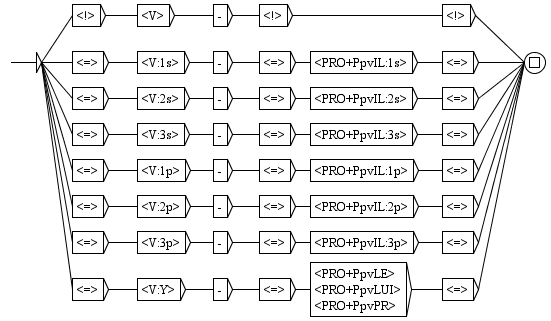 <!> <V> - <!> <!>
<=> <V:1s> - <=> <PRO+PpvIL:1s> <=>
<=> <V:2s> - <=> <PRO+PpvIL:2s> <=>
<=> <V:3s> - <=> <PRO+PpvIL:3s> <=>
<=> <V:1p> - <=> <PRO+PpvIL:1p> <=>
<=> <V:2p> - <=> <PRO+PpvIL:2p> <=>
<=> <V:3p> - <=> <PRO+PpvIL:3p> <=>
<PRO+PpvLE>
<=> <V:Y> - <=> <PRO+PpvLUI> <=>
<PRO+PpvPR>